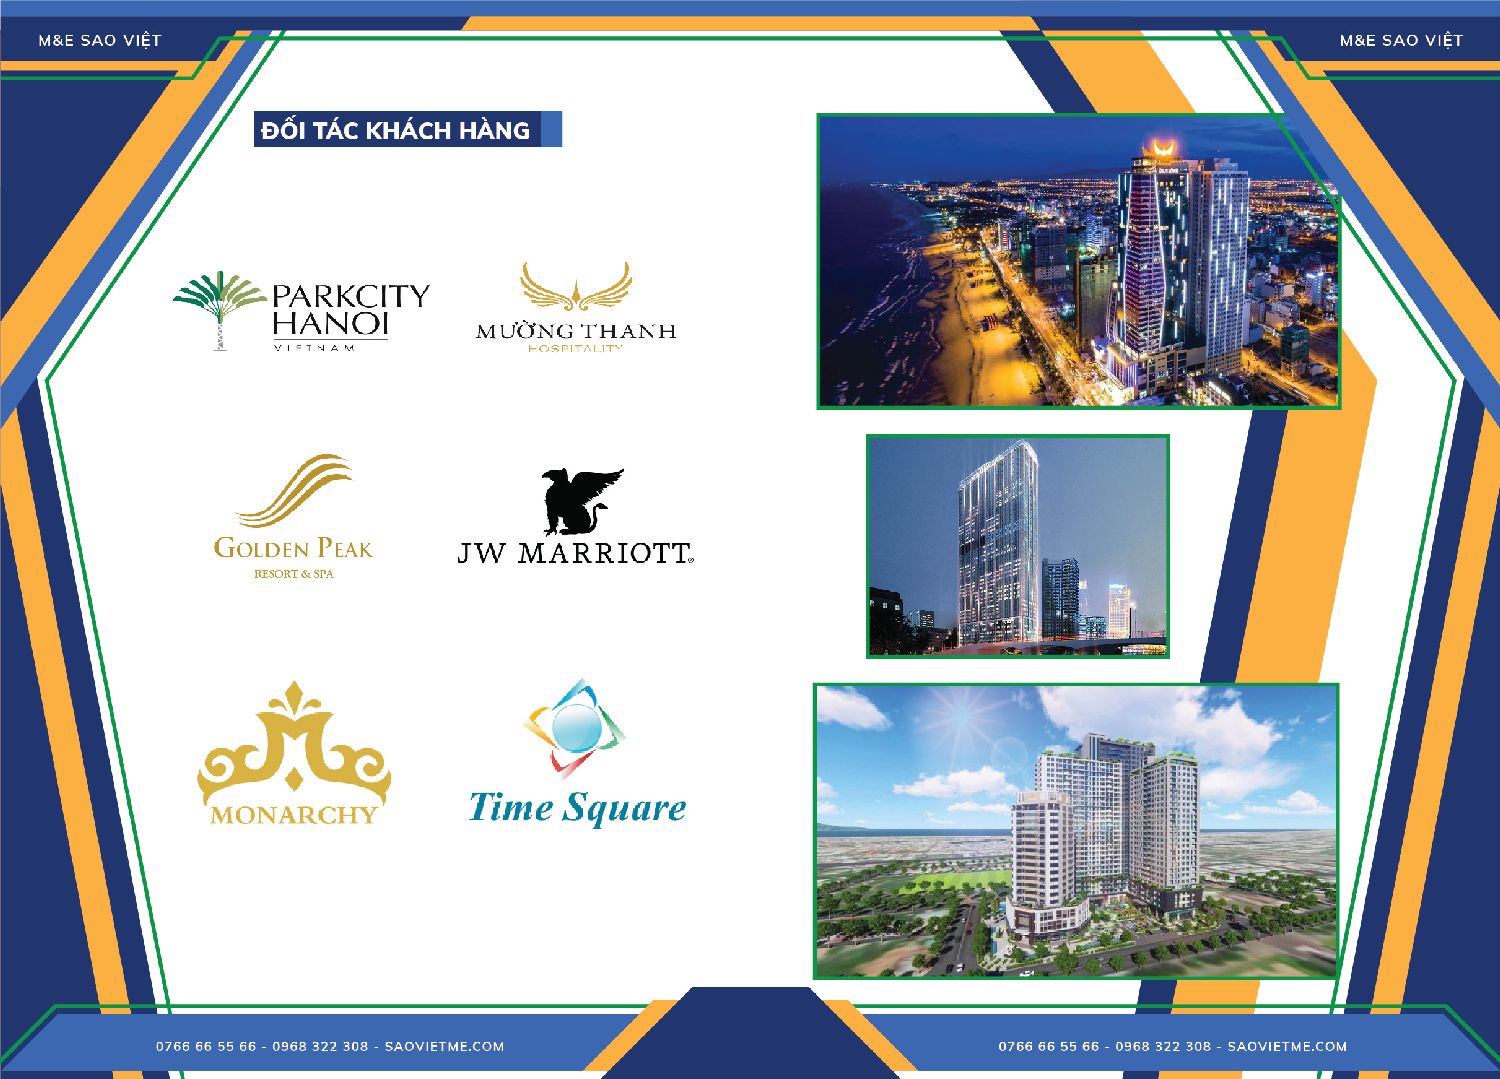 M&E SAO VIỆT
M&E SAO VIỆT
ĐỐI TÁC KHÁCH HÀNG
PARKCITY
HANOI
VIETNAM
MƯỜNG THANH
HOSPITALITY
GOLDEN PEAK
RESORT & SPA
JW MARRIOTT®
MONARCHY
Time Square
0766 66 55 66 - 0968 322 308 - SAOVIETME.COM
0766 66 55 66 - 0968 322 308 - SAOVIETME.COM